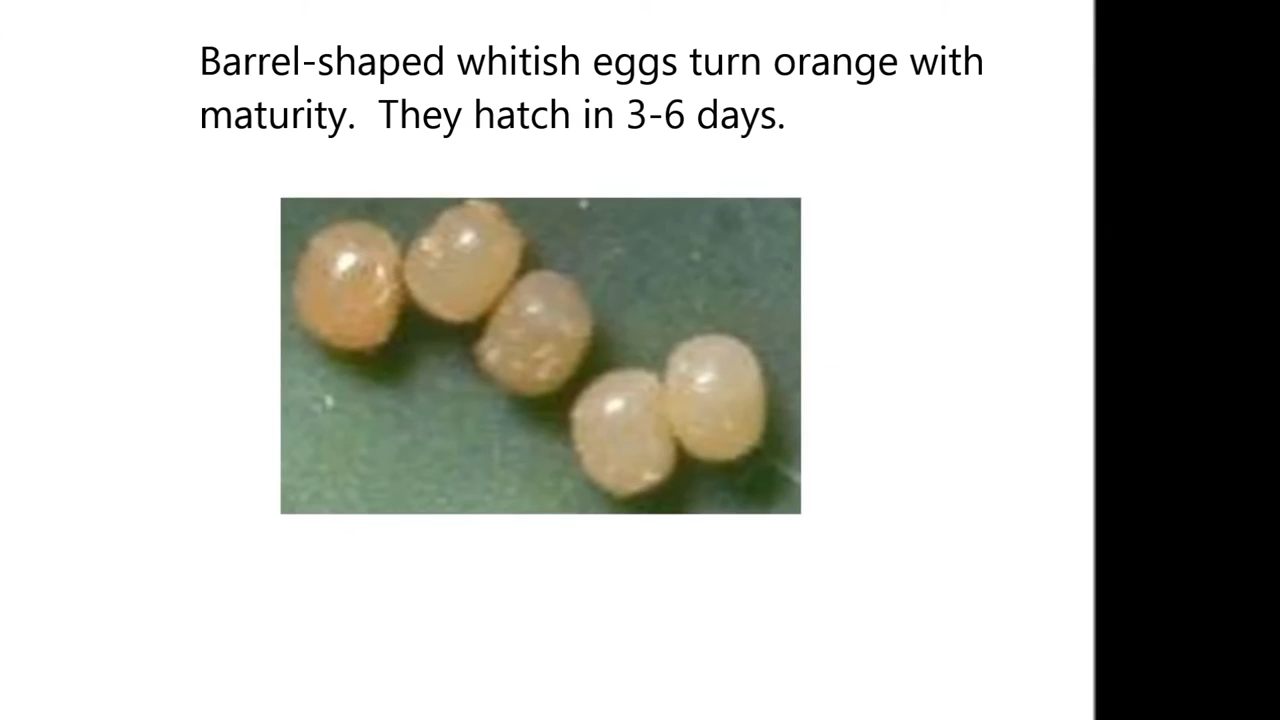 Barrel-shaped whitish eggs turn orange with
maturity.  They hatch in 3-6 days.